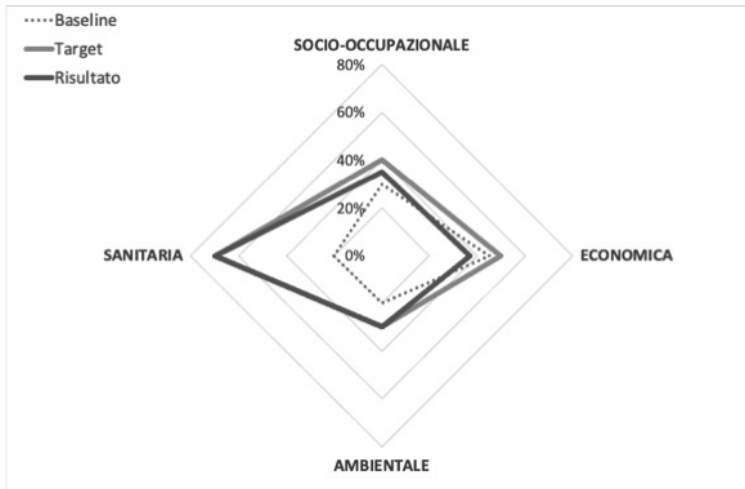 Baseline
Target
Risultato
SOCIO-OCCUPAZIONALE
80%
60%
40%
20%
0%
SANITARIA
ECONOMICA
AMBIENTALE